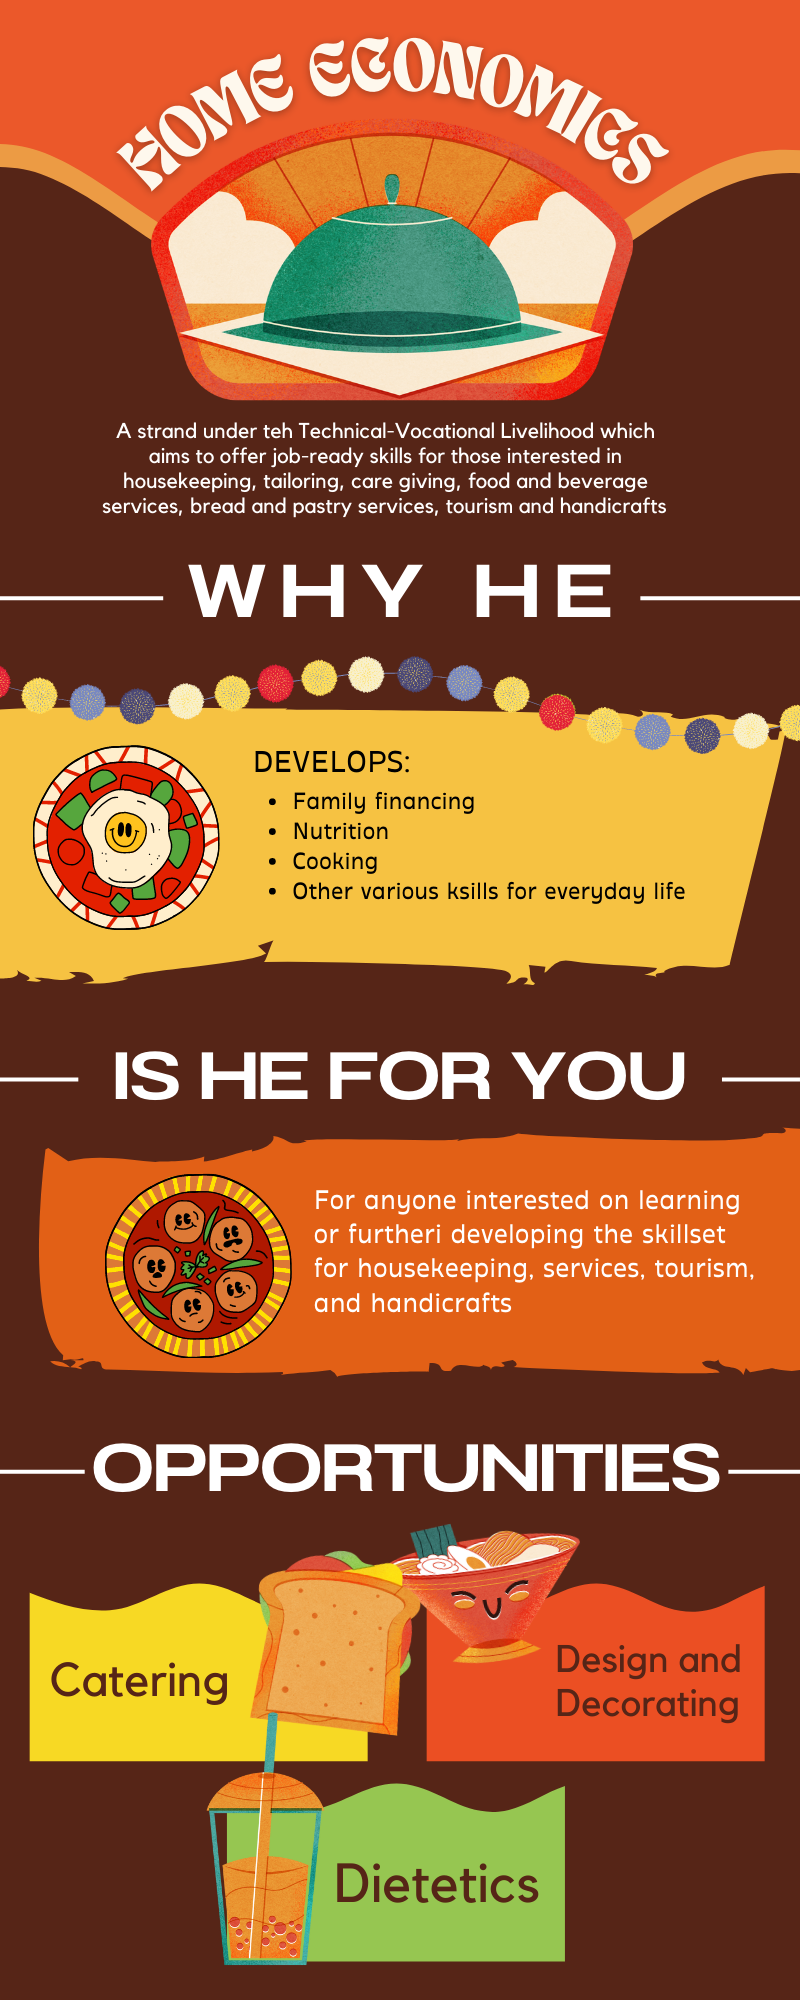 HOME ECONOMICS
A strand under teh Technical-Vocational Livelihood which
aims to offer job-ready skills for those interested in
housekeeping, tailoring, care giving, food and beverage
services, bread and pastry services, tourism and handicrafts
WHY HE
DEVELOPS:
• Family financing
• Nutrition
• Cooking
• Other various ksills for everyday life
IS HE FOR YOU
For anyone interested on learning
or furtheri developing the skillset
for housekeeping, services, tourism,
and handicrafts
OPPORTUNITIES
Catering
Design and
Decorating
Dietetics